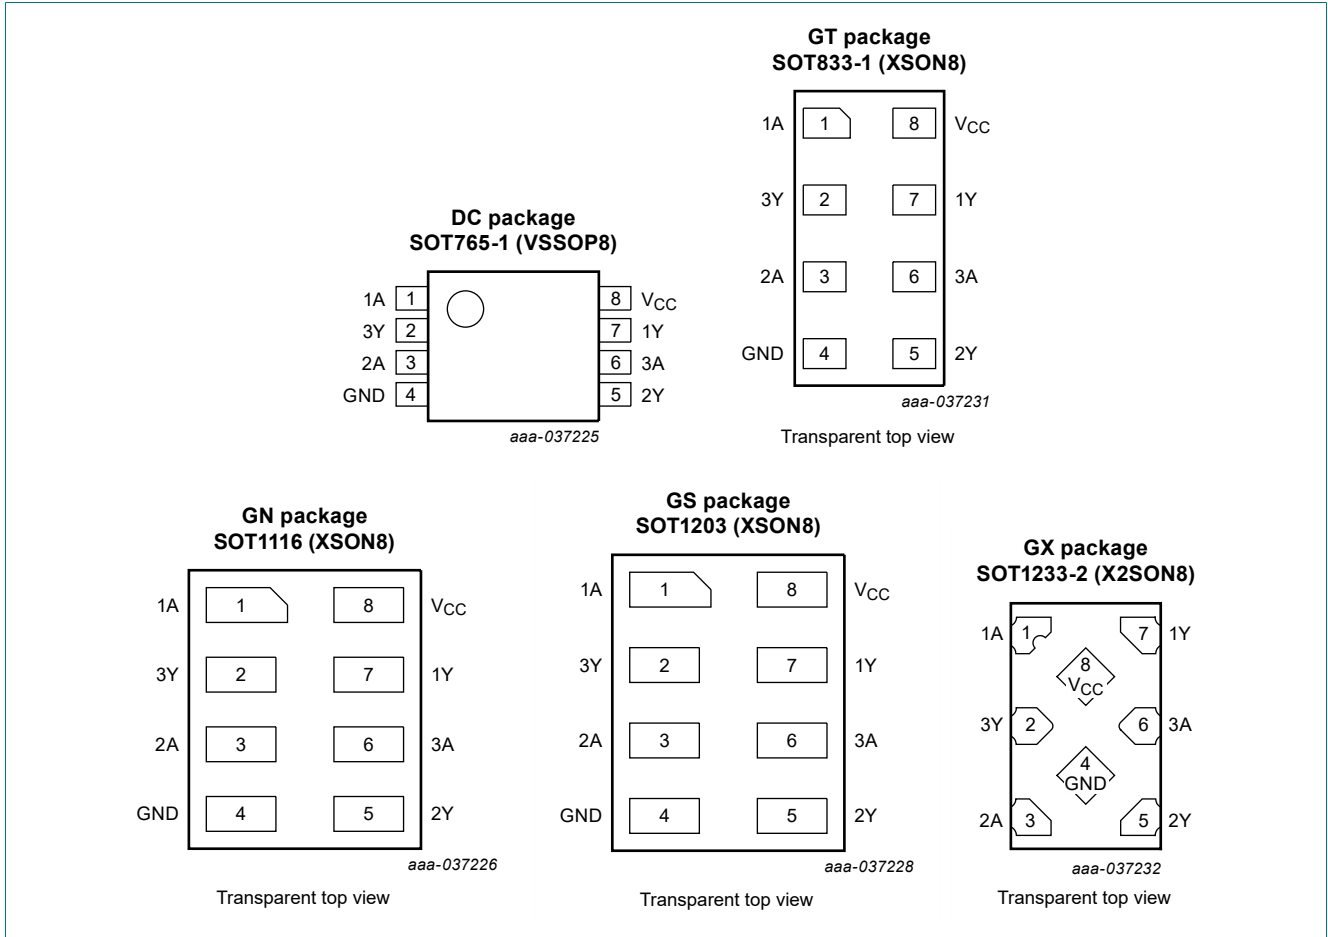 GT package
SOT833-1 (XSON8)
1A 1 8 VCC
3Y 2 7 1Y
2A 3 6 3A
GND 4 5 2Y
aaa-037231
Transparent top view
DC package
SOT765-1 (VSSOP8)
1A 1 8 VCC
3Y 2 7 1Y
2A 3 6 3A
GND 4 5 2Y
aaa-037225
GN package
SOT1116 (XSON8)
1A 1 8 VCC
3Y 2 7 1Y
2A 3 6 3A
GND 4 5 2Y
aaa-037226
Transparent top view
GS package
SOT1203 (XSON8)
1A 1 8 VCC
3Y 2 7 1Y
2A 3 6 3A
GND 4 5 2Y
aaa-037228
Transparent top view
GX package
SOT1233-2 (X2SON8)
1A 1 7 1Y
8
VCC
3Y 2 6 3A
4
GND
2A 3 5 2Y
aaa-037232
Transparent top view